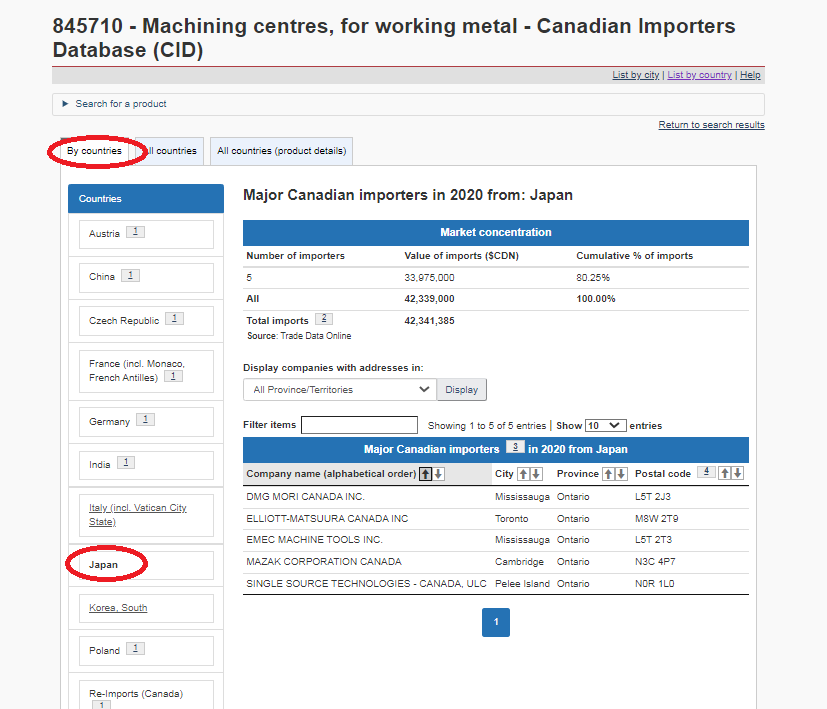 845710 - Machining centres, for working metal - Canadian Importers
Database (CID)
List by city | List by country | Help
Search for a product
Return to search results
By countries
ll countries
All countries (product details)
Countries
Austria 1
China 1
Czech Republic 1
France (incl. Monaco,
French Antilles) 1
Germany 1
India 1
Italy (incl. Vatican City
State)
Japan
Korea, South
Poland 1
Re-Imports (Canada)
1
Major Canadian importers in 2020 from: Japan
Market concentration
Number of importers Value of imports ($CDN) Cumulative % of imports
5 33,975,000 80.25%
All 42,339,000 100.00%
Total imports 2 42,341,385
Source: Trade Data Online
Display companies with addresses in:
All Province/Territories Display
Filter items Showing 1 to 5 of 5 entries | Show 10 entries
Major Canadian importers 3 in 2020 from Japan
Company name (alphabetical order) City Province Postal code 4
DMG MORI CANADA INC. Mississauga Ontario L5T 2J3
ELLIOTT-MATSUURA CANADA INC Toronto Ontario M8W 2T9
EMEC MACHINE TOOLS INC. Mississauga Ontario L5T 2T3
MAZAK CORPORATION CANADA Cambridge Ontario N3C 4P7
SINGLE SOURCE TECHNOLOGIES - CANADA, ULC Pelee Island Ontario N0R 1L0
1